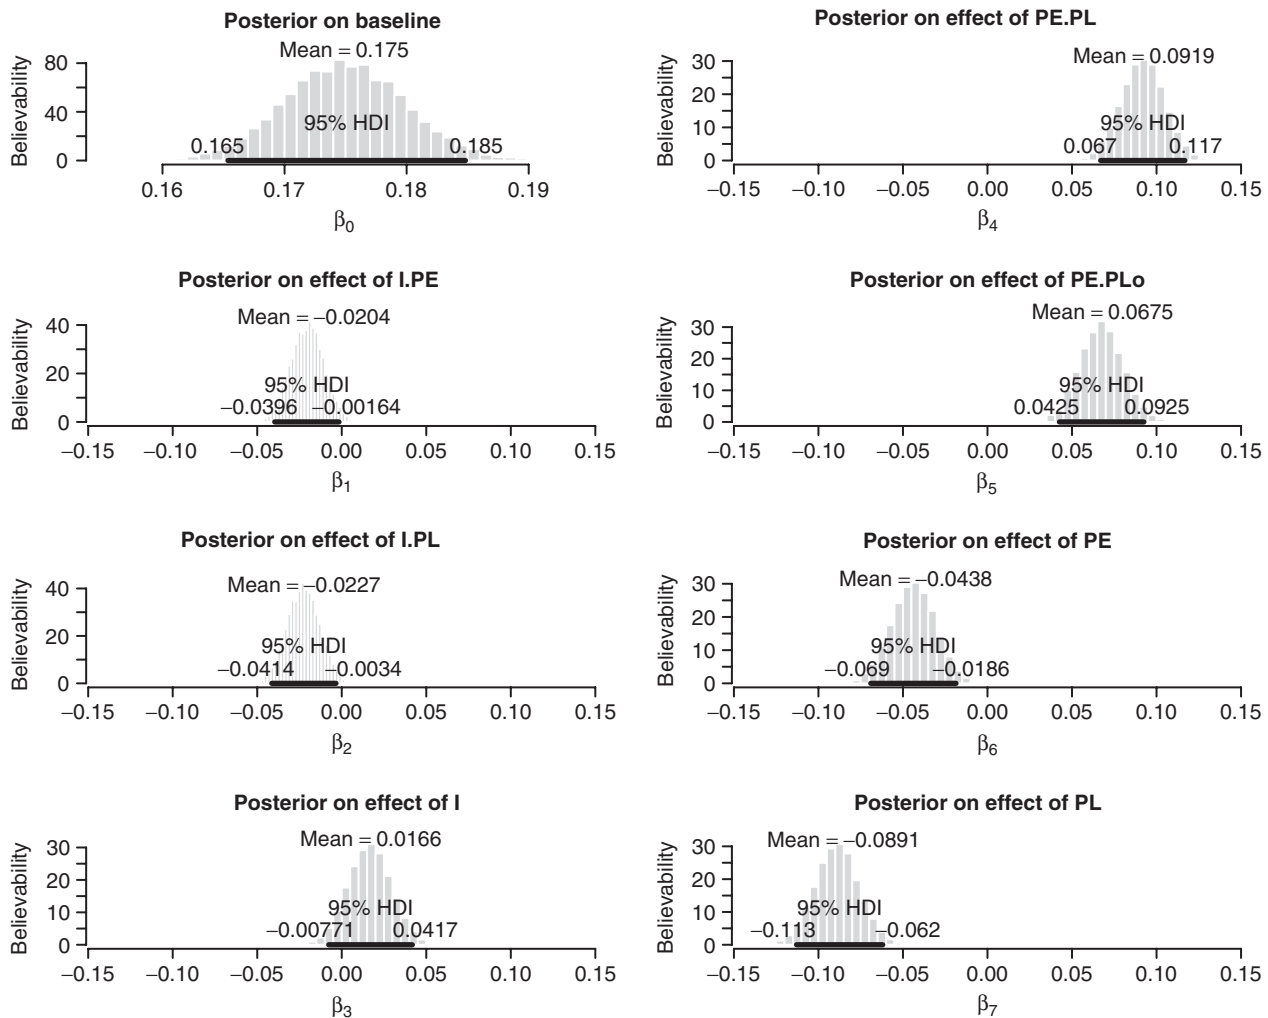 Posterior on baseline
Mean = 0.175
Believability
80
40
0
95% HDI
0.165 0.185
0.16 0.17 0.18 0.19
β0
Posterior on effect of PE.PL
Mean = 0.0919
Believability
30
20
10
0
95% HDI
0.067 0.117
−0.15 −0.10 −0.05 0.00 0.05 0.10 0.15
β4
Posterior on effect of I.PE
Mean = −0.0204
Believability
40
20
0
95% HDI
−0.0396 −0.00164
−0.15 −0.10 −0.05 0.00 0.05 0.10 0.15
β1
Posterior on effect of PE.PLo
Mean = 0.0675
Believability
30
20
10
0
95% HDI
0.0425 0.0925
−0.15 −0.10 −0.05 0.00 0.05 0.10 0.15
β5
Posterior on effect of I.PL
Mean = −0.0227
Believability
40
20
0
95% HDI
−0.0414 −0.0034
−0.15 −0.10 −0.05 0.00 0.05 0.10 0.15
β2
Posterior on effect of PE
Mean = −0.0438
Believability
30
20
10
0
95% HDI
−0.069 −0.0186
−0.15 −0.10 −0.05 0.00 0.05 0.10 0.15
β6
Posterior on effect of I
Mean = 0.0166
Believability
30
20
10
0
95% HDI
−0.00771 0.0417
−0.15 −0.10 −0.05 0.00 0.05 0.10 0.15
β3
Posterior on effect of PL
Mean = −0.0891
Believability
30
20
10
0
95% HDI
−0.113 −0.062
−0.15 −0.10 −0.05 0.00 0.05 0.10 0.15
β7